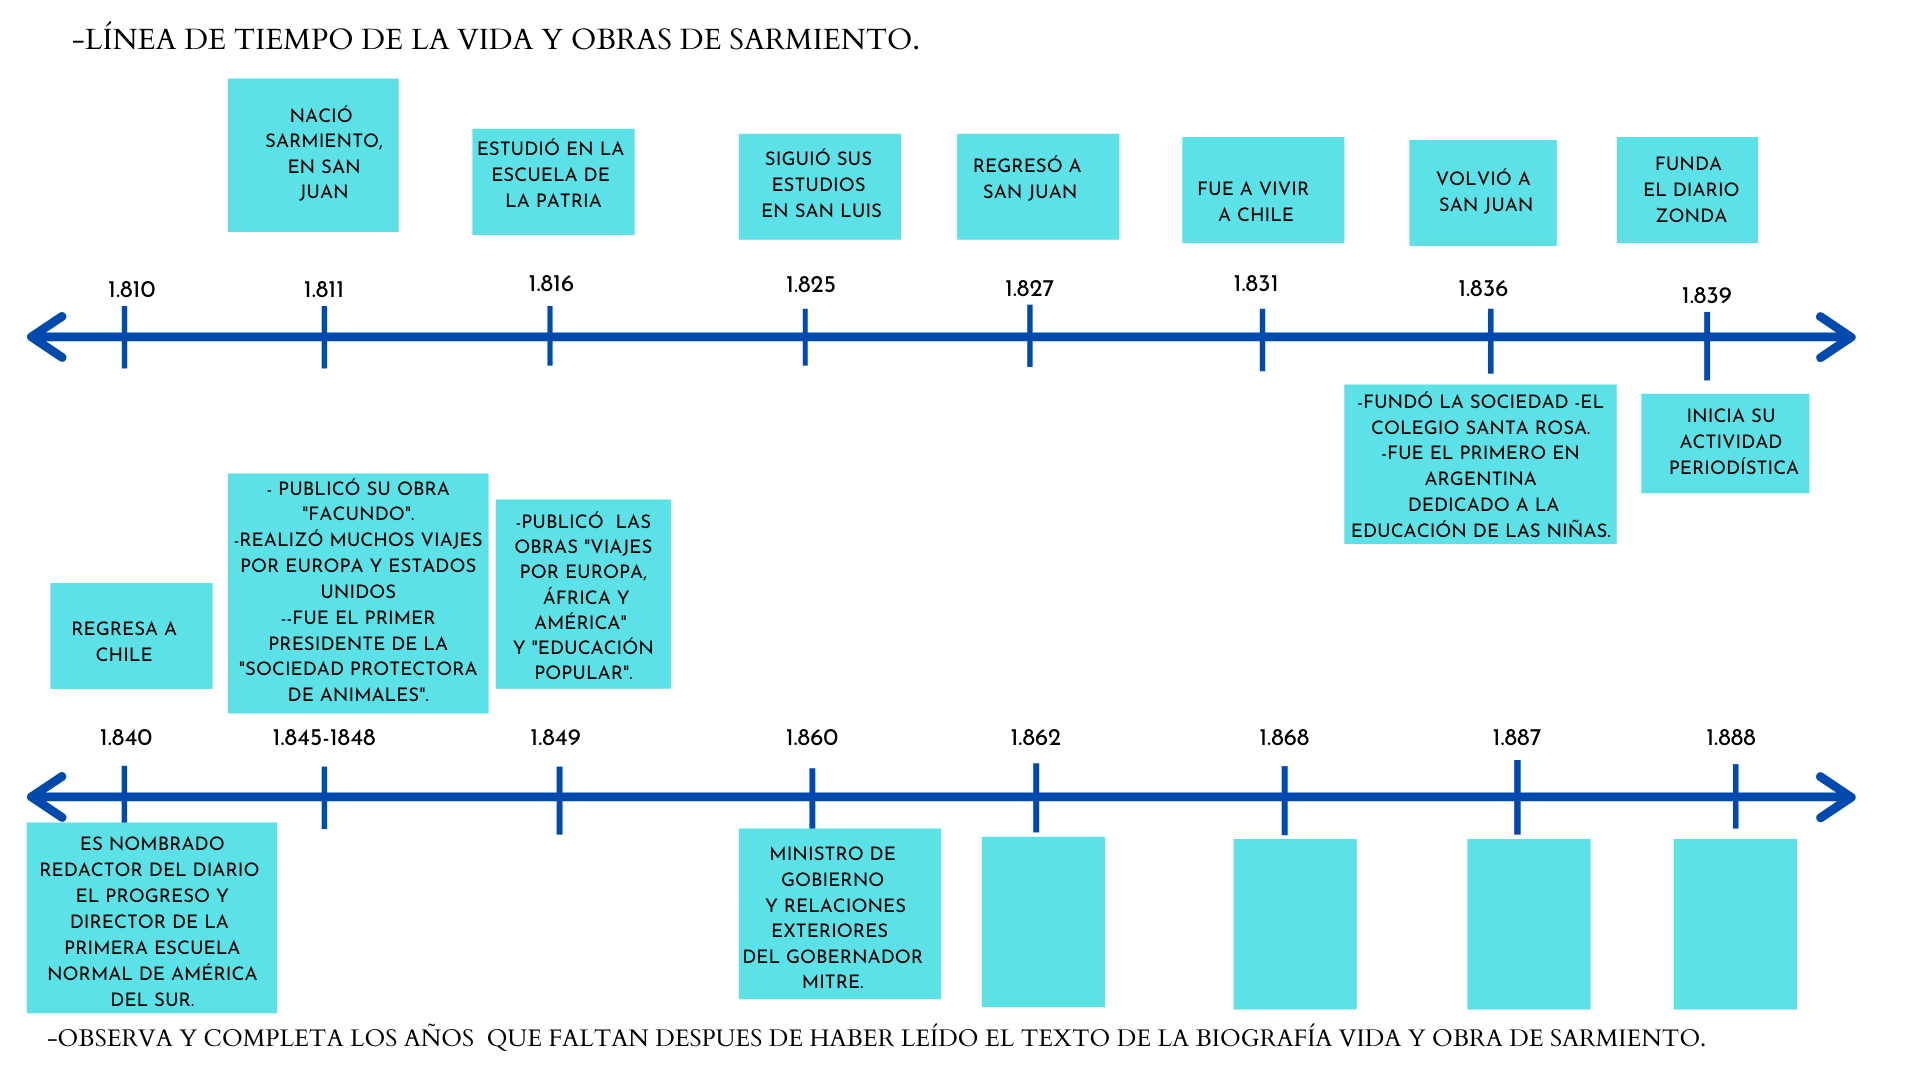 -LÍNEA DE TIEMPO DE LA VIDA Y OBRAS DE SARMIENTO.
NACIÓ
SARMIENTO,
EN SAN
JUAN
ESTUDIÓ EN LA
ESCUELA DE
LA PATRIA
SIGUIÓ SUS
ESTUDIOS
EN SAN LUIS
REGRESÓ A
SAN JUAN
FUE A VIVIR
A CHILE
VOLVIÓ A
SAN JUAN
FUNDA
EL DIARIO
ZONDA
1.810
1.811
1.816
1.825
1.827
1.831
1.836
1.839
-FUNDÓ LA SOCIEDAD -EL
COLEGIO SANTA ROSA.
-FUE EL PRIMERO EN
ARGENTINA
DEDICADO A LA
EDUCACIÓN DE LAS NIÑAS.
INICIA SU
ACTIVIDAD
PERIODÍSTICA
REGRESA A
CHILE
- PUBLICÓ SU OBRA
"FACUNDO".
-REALIZÓ MUCHOS VIAJES
POR EUROPA Y ESTADOS
UNIDOS
--FUE EL PRIMER
PRESIDENTE DE LA
"SOCIEDAD PROTECTORA
DE ANIMALES".
-PUBLICÓ  LAS
OBRAS "VIAJES
POR EUROPA,
ÁFRICA Y
AMÉRICA"
Y "EDUCACIÓN
POPULAR".
1.840
1.845-1848
1.849
1.860
1.862
1.868
1.887
1.888
ES NOMBRADO
REDACTOR DEL DIARIO
EL PROGRESO Y
DIRECTOR DE LA
PRIMERA ESCUELA
NORMAL DE AMÉRICA
DEL SUR.
MINISTRO DE
GOBIERNO
Y RELACIONES
EXTERIORES
DEL GOBERNADOR
MITRE.
-OBSERVA Y COMPLETA LOS AÑOS  QUE FALTAN DESPUES DE HABER LEÍDO EL TEXTO DE LA BIOGRAFÍA VIDA Y OBRA DE SARMIENTO.